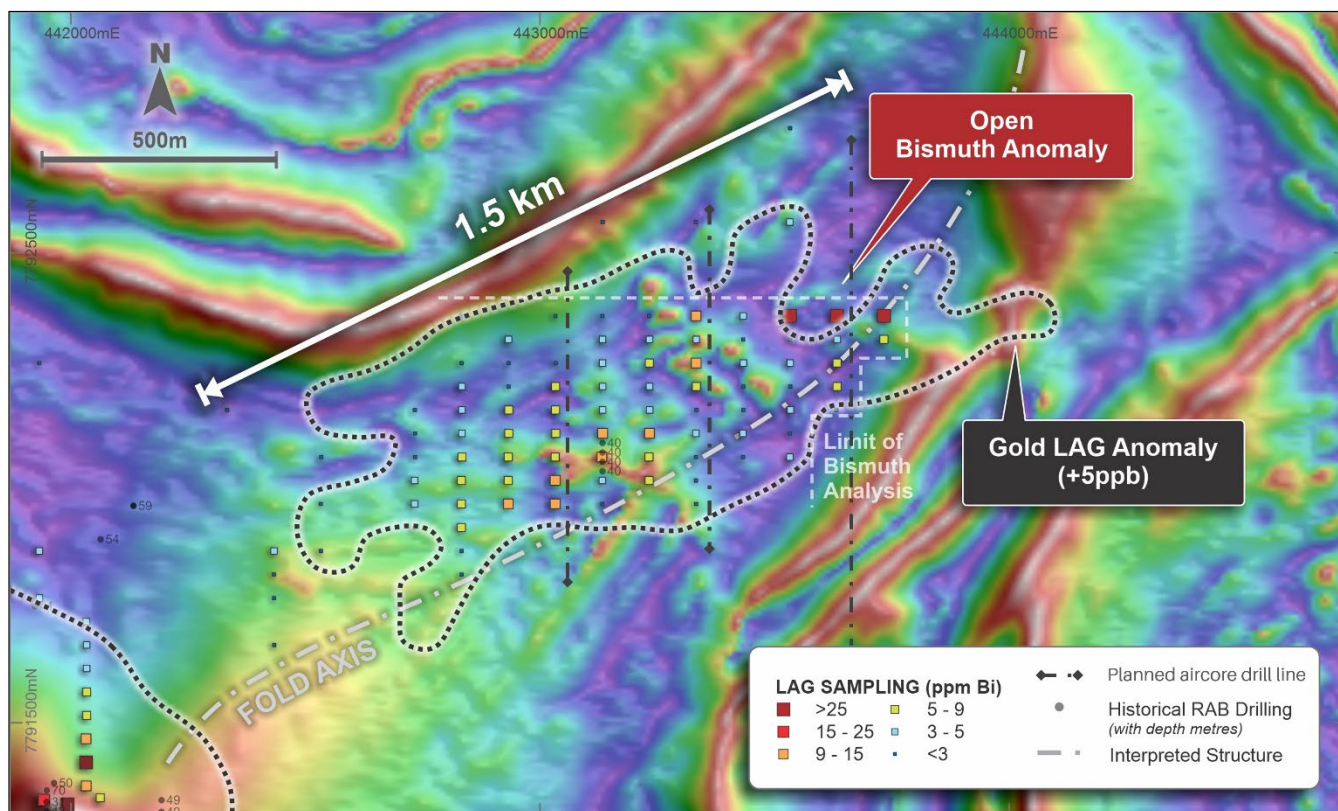 442000mE
443000mE
444000mE
N
500m
1.5 km
Open
Bismuth Anomaly
7792500mN
Limit of
Bismuth
Analysis
Gold LAG Anomaly
(+5ppb)
40
40
40
40
59
54
FOLD AXIS
7791500mN
50
70
49
LAG SAMPLING (ppm Bi)
>25
15 - 25
9 - 15
5 - 9
3 - 5
<3
Planned aircore drill line
Historical RAB Drilling
(with depth metres)
Interpreted Structure